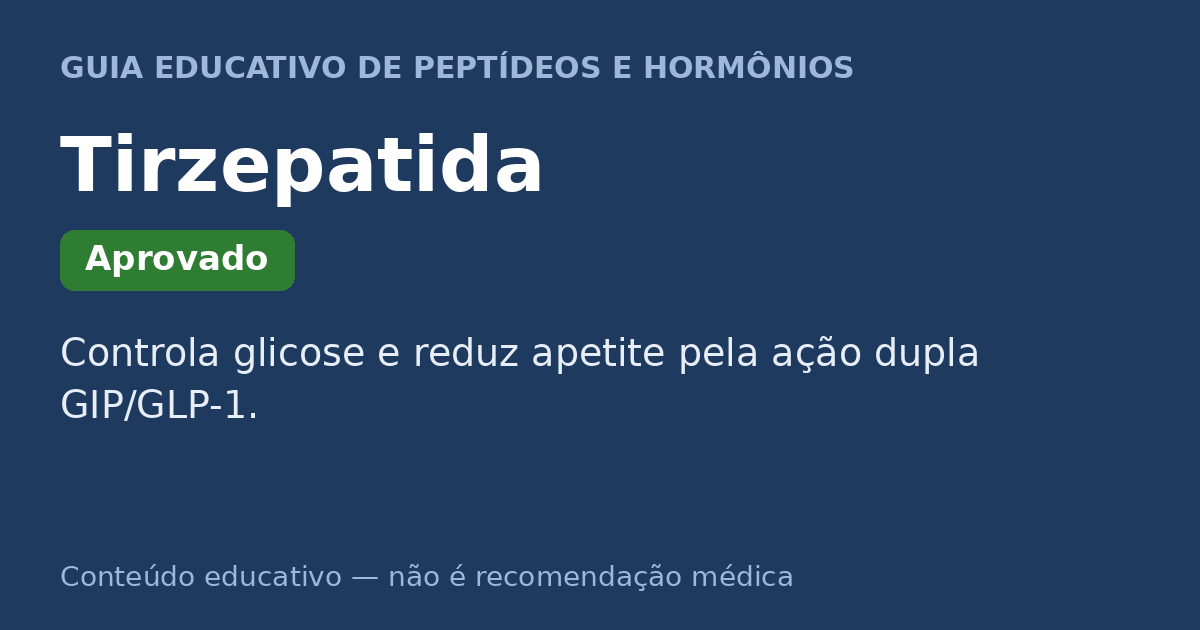 GUIA EDUCATIVO DE PEPTÍDEOS E HORMÔNIOS
Tirzepatida
Aprovado
Controla glicose e reduz apetite pela ação dupla
GIP/GLP-1.
Conteúdo educativo — não é recomendação médica